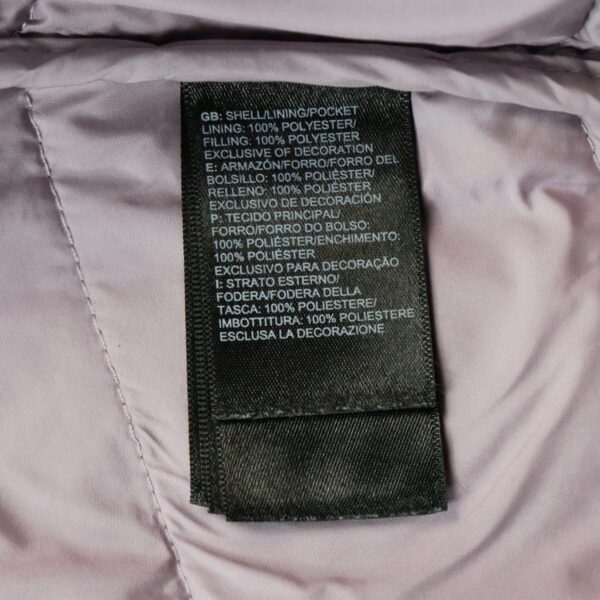 GB: SHELL/LINING/POCKET
LINING: 100% POLYESTER/
FILLING: 100% POLYESTER
EXCLUSIVE OF DECORATION
E: ARMAZÓN/FORRO/FORRO DEL
BOLSILLO: 100% POLIÉSTER/
RELLENO: 100% POLIÉSTER
EXCLUSIVO DE DECORACIÓN
P: TECIDO PRINCIPAL/
FORRO/FORRO DO BOLSO:
100% POLIÉSTER/ENCHIMENTO:
100% POLIÉSTER
EXCLUSIVO PARA DECORAÇÃO
I: STRATO ESTERNO/
FODERA/FODERA DELLA
TASCA: 100% POLIESTERE/
IMBOTTITURA: 100% POLIESTERE
ESCLUSA LA DECORAZIONE